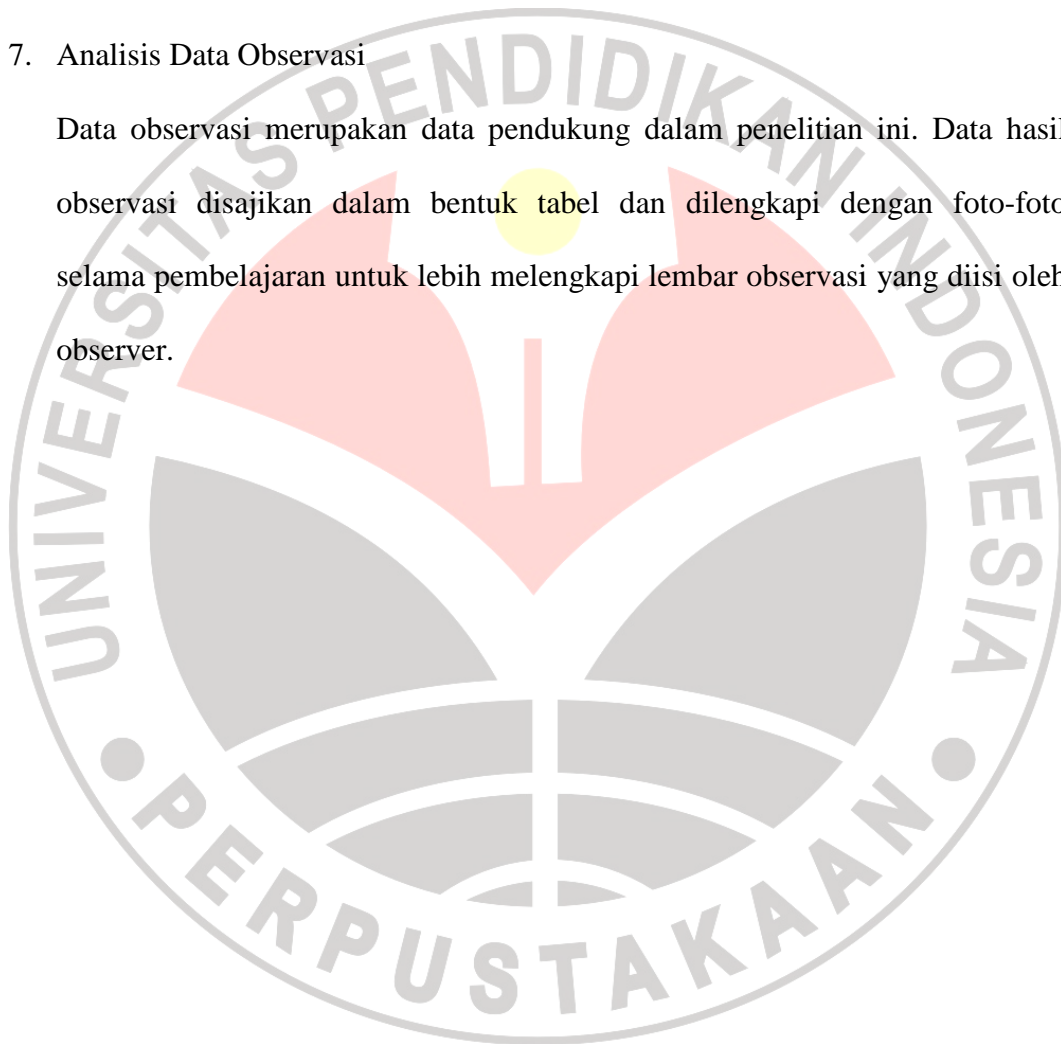 7. Analisis Data Observasi
Data observasi merupakan data pendukung dalam penelitian ini. Data hasil
observasi disajikan dalam bentuk tabel dan dilengkapi dengan foto-foto
selama pembelajaran untuk lebih melengkapi lembar observasi yang diisi oleh
observer.
UNIVERSITAS PENDIDIKAN INDONESIA
PERPUSTAKAAN